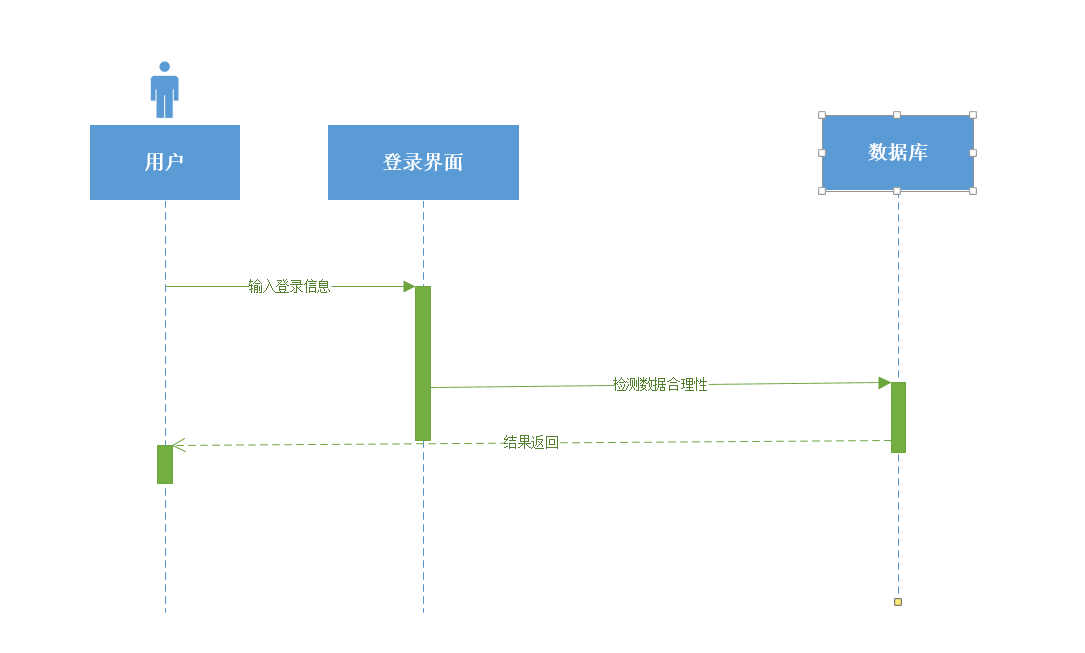 用户
登录界面
数据库
输入登录信息
检测数据合理性
结果返回